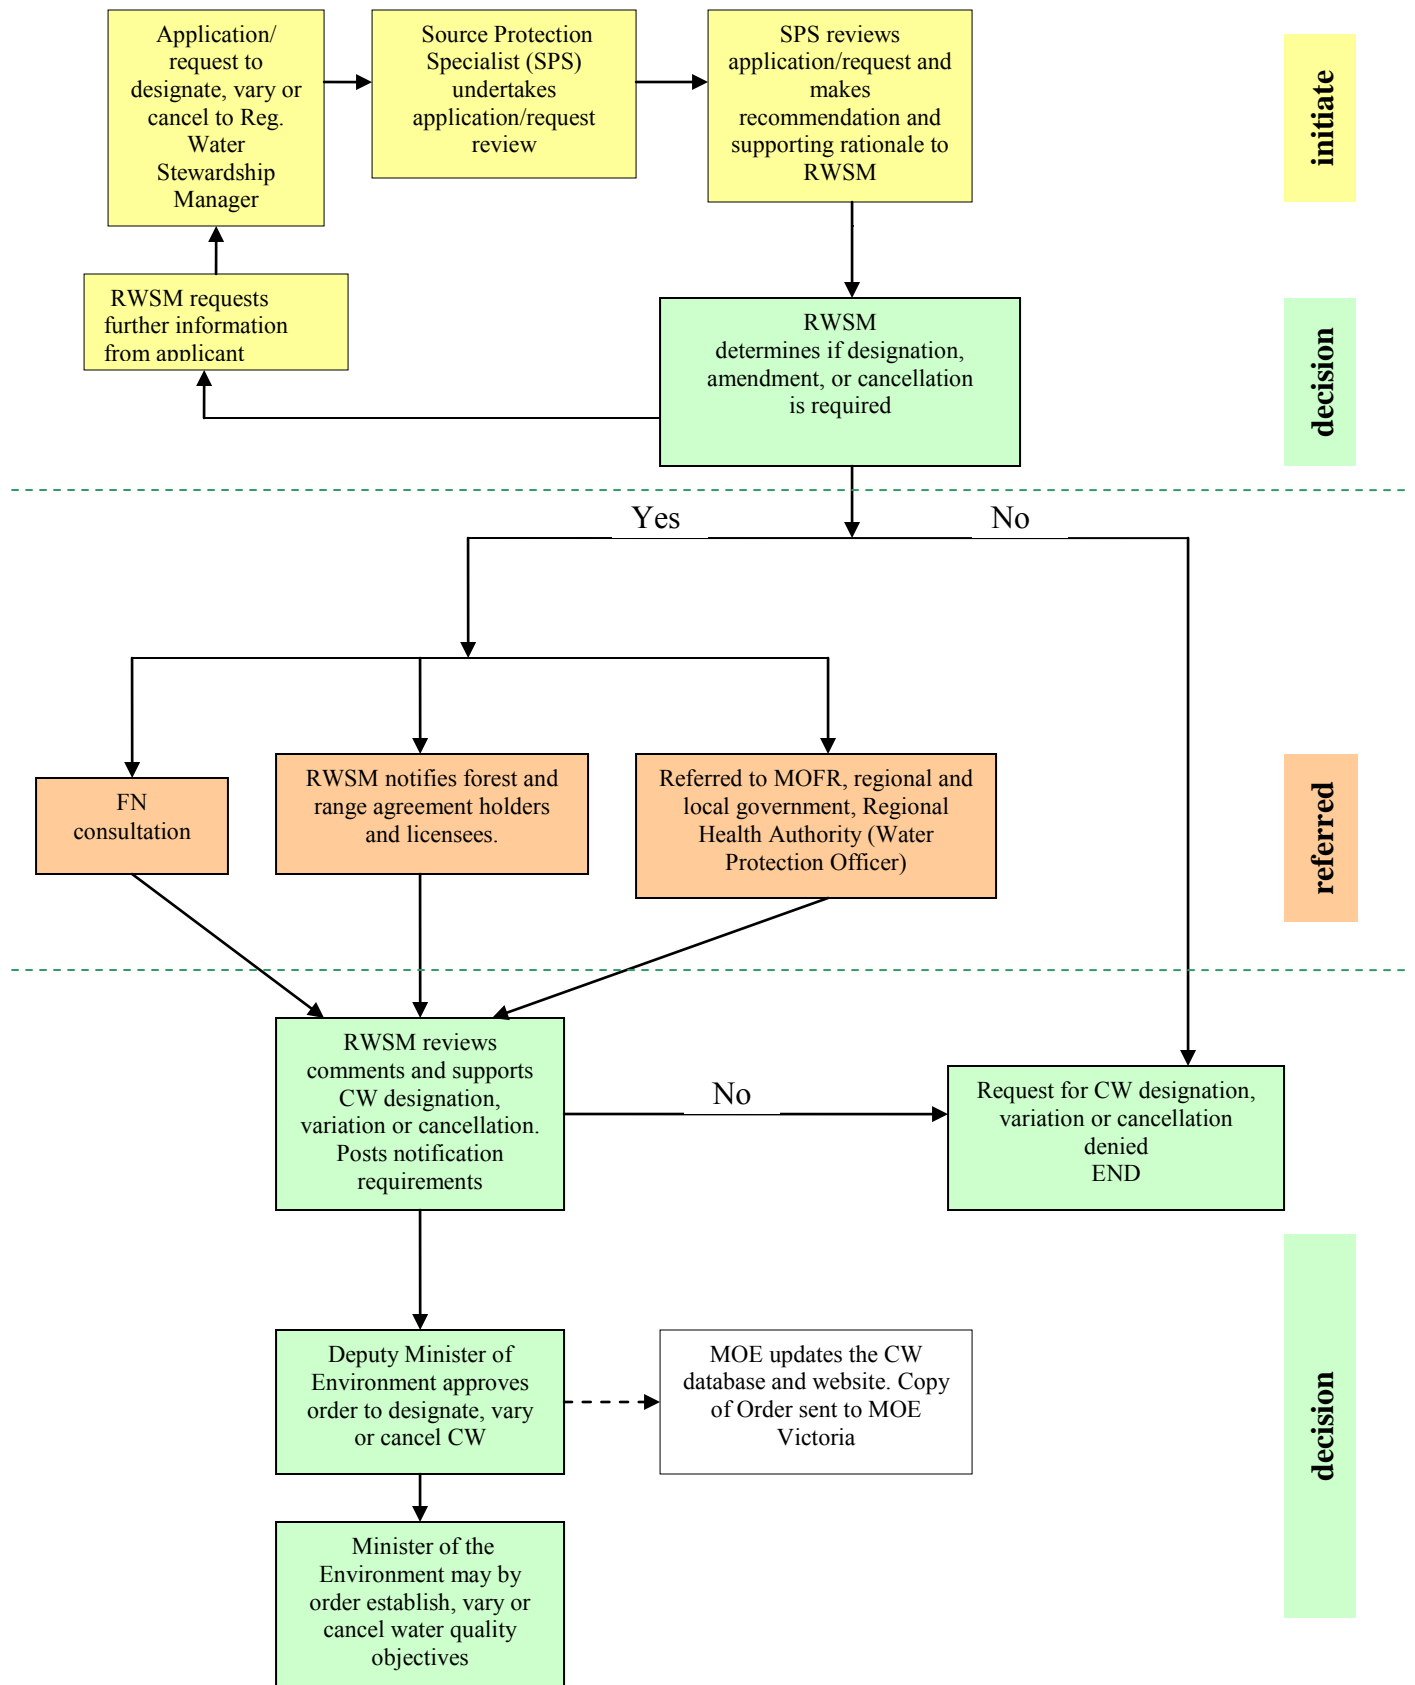 Application/
request to
designate, vary or
cancel to Reg.
Water
Stewardship
Manager
Source Protection
Specialist (SPS)
undertakes
application/request
review
SPS reviews
application/request and
makes
recommendation and
supporting rationale to
RWSM
initiate
RWSM requests
further information
from applicant
RWSM
determines if designation,
amendment, or cancellation
is required
decision
Yes
No
FN
consultation
RWSM notifies forest and
range agreement holders
and licensees.
Referred to MOFR, regional and
local government, Regional
Health Authority (Water
Protection Officer)
referred
RWSM reviews
comments and supports
CW designation,
variation or cancellation.
Posts notification
requirements
No
Request for CW designation,
variation or cancellation
denied
END
Deputy Minister of
Environment approves
order to designate, vary
or cancel CW
MOE updates the CW
database and website. Copy
of Order sent to MOE
Victoria
decision
Minister of the
Environment may by
order establish, vary or
cancel water quality
objectives